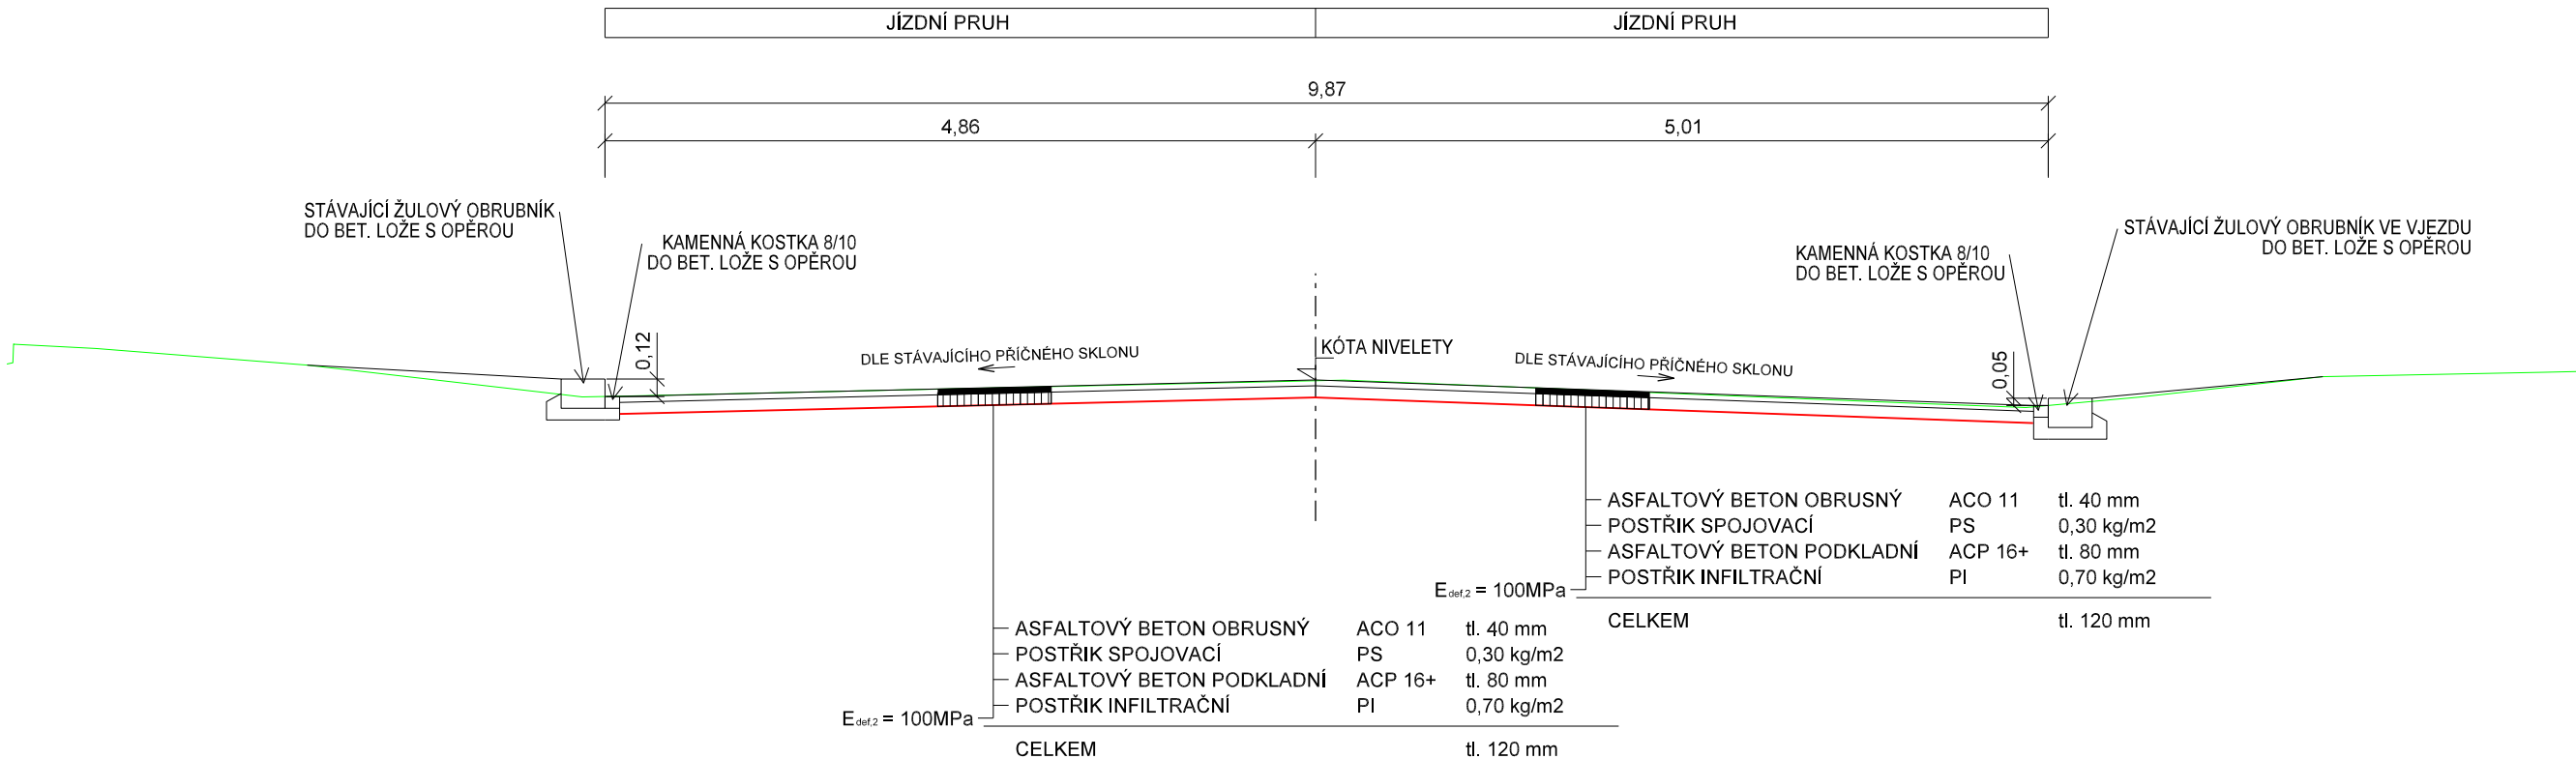 JÍZDNÍ PRUH
JÍZDNÍ PRUH
9,87
4,86
5,01
STÁVAJÍCÍ ŽULOVÝ OBRUBNÍK
DO BET. LOŽE S OPĚROU
KAMENNÁ KOSTKA 8/10
DO BET. LOŽE S OPĚROU
STÁVAJÍCÍ ŽULOVÝ OBRUBNÍK VE VJEZDU
DO BET. LOŽE S OPĚROU
KAMENNÁ KOSTKA 8/10
DO BET. LOŽE S OPĚROU
0,12
DLE STÁVAJÍCÍHO PŘÍČNÉHO SKLONU
KÓTA NIVELETY
DLE STÁVAJÍCÍHO PŘÍČNÉHO SKLONU
0,05
ASFALTOVÝ BETON OBRUSNÝ ACO 11 tl. 40 mm
POSTŘIK SPOJOVACÍ PS 0,30 kg/m2
ASFALTOVÝ BETON PODKLADNÍ ACP 16+ tl. 80 mm
POSTŘIK INFILTRAČNÍ PI 0,70 kg/m2
Edef,2 = 100MPa
CELKEM tl. 120 mm
ASFALTOVÝ BETON OBRUSNÝ ACO 11 tl. 40 mm
POSTŘIK SPOJOVACÍ PS 0,30 kg/m2
ASFALTOVÝ BETON PODKLADNÍ ACP 16+ tl. 80 mm
POSTŘIK INFILTRAČNÍ PI 0,70 kg/m2
Edef,2 = 100MPa
CELKEM tl. 120 mm